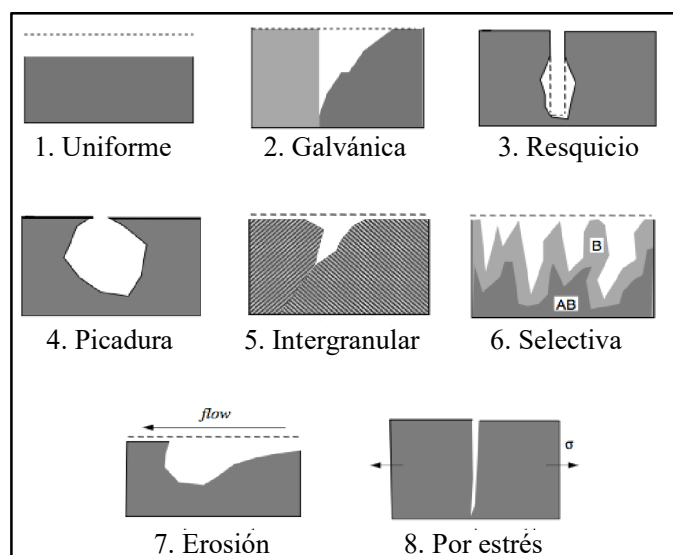 1. Uniforme
2. Galvánica
3. Resquicio
B
AB
4. Picadura
5. Intergranular
6. Selectiva
flow
σ
7. Erosión
8. Por estrés